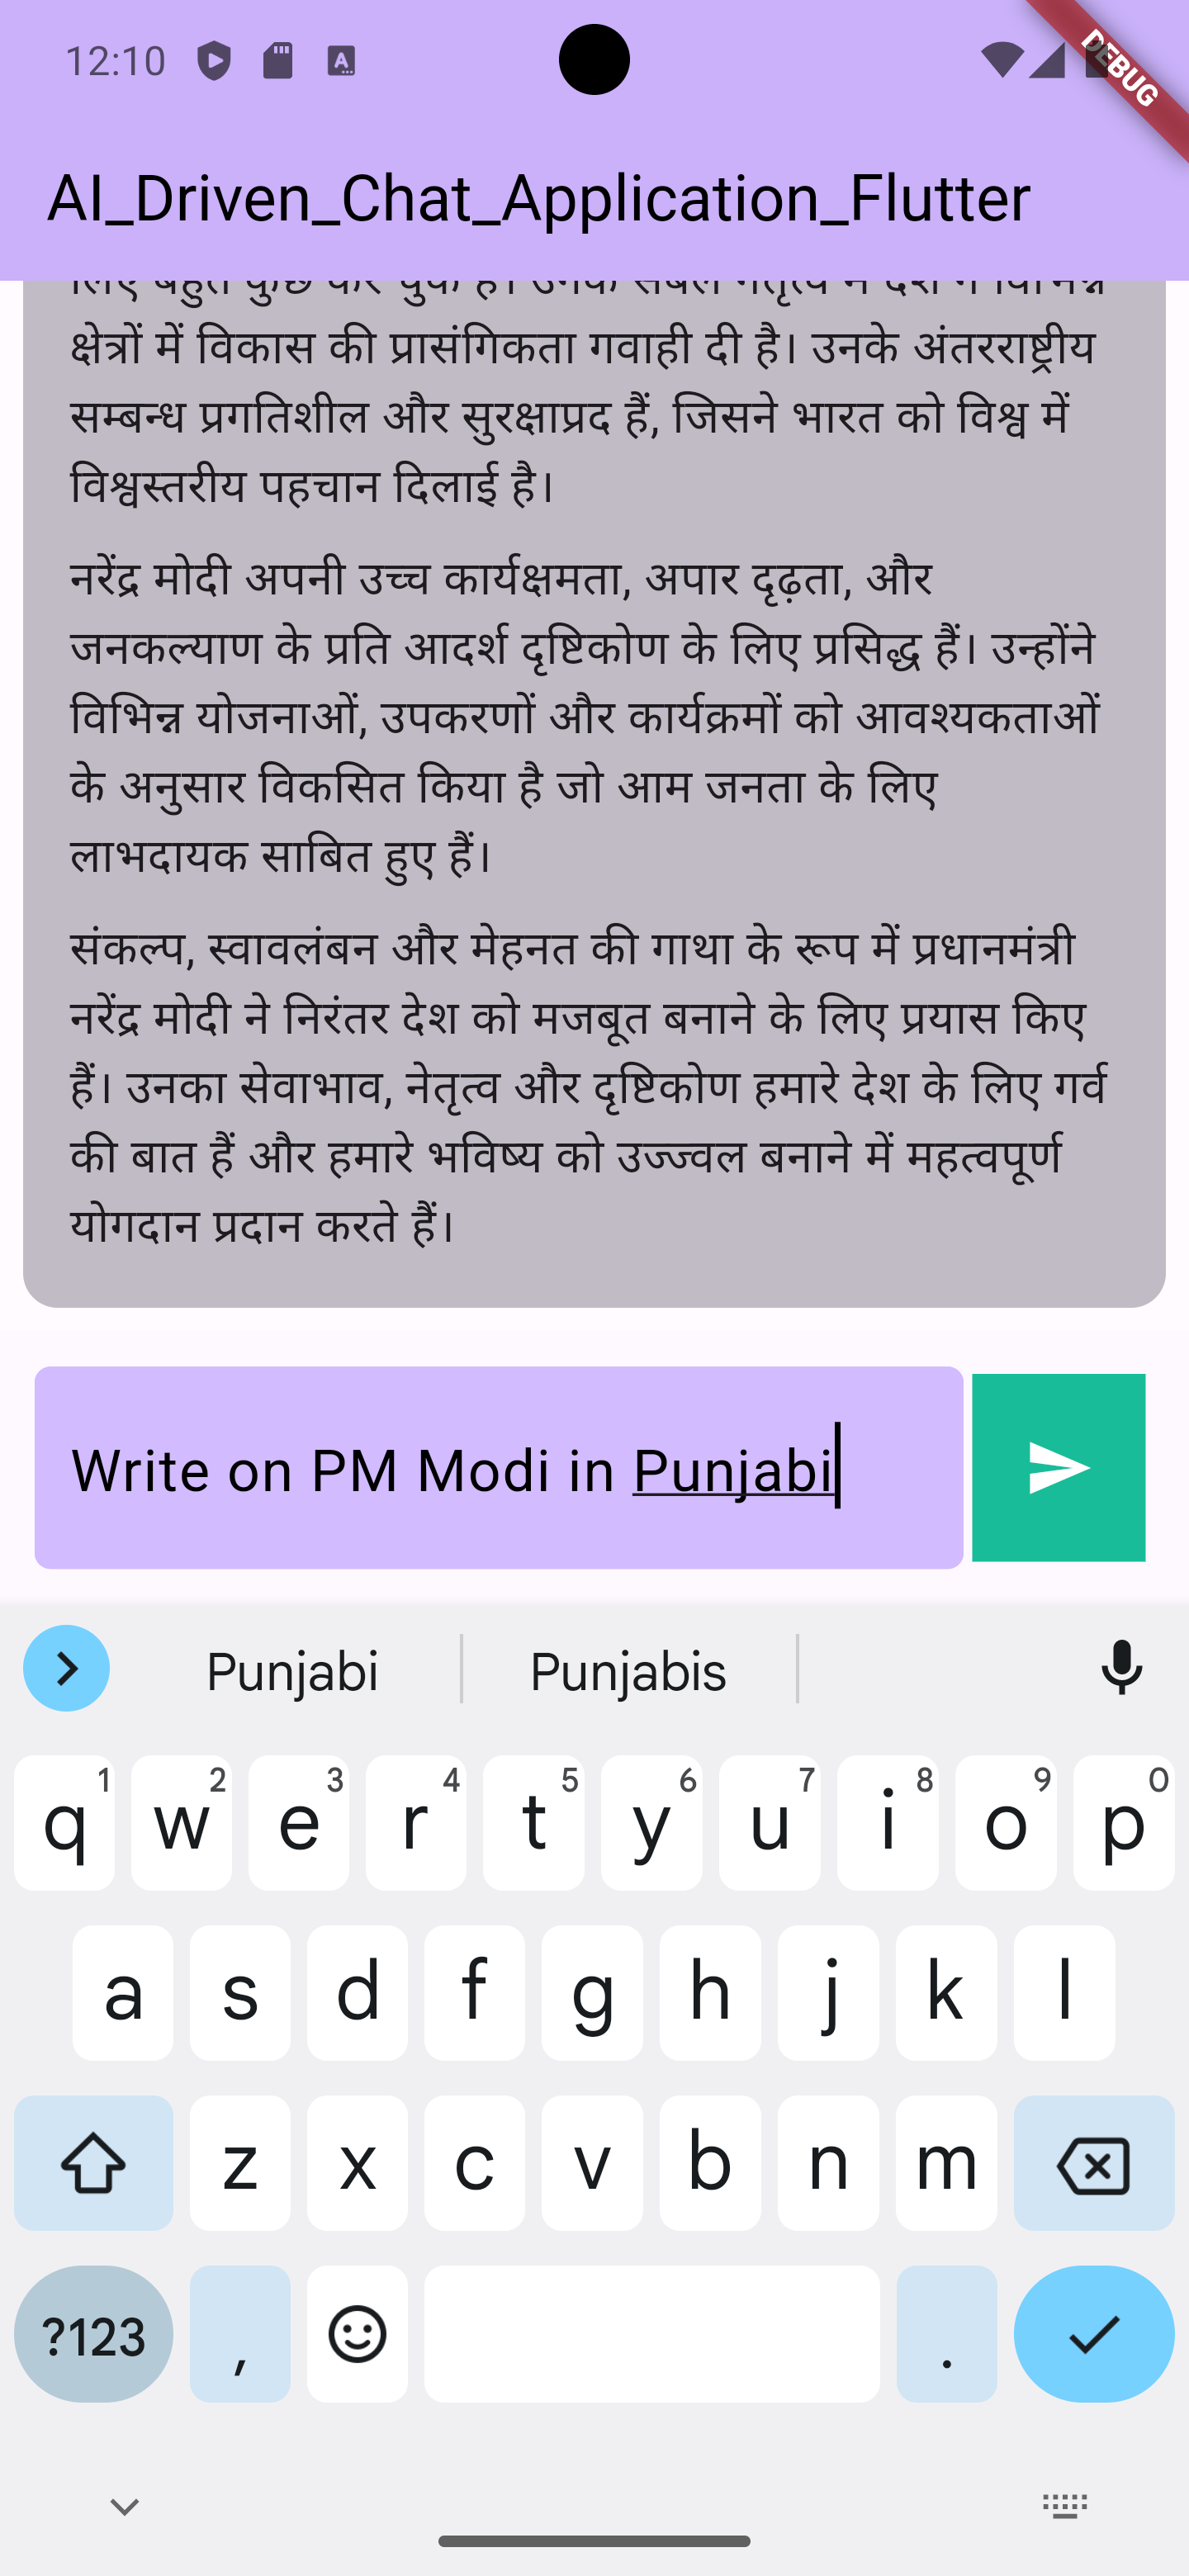 12:10
DEBUG
AI_Driven_Chat_Application_Flutter
लिए बहुत कुछ कर चुके हैं। उनके सबल नेतृत्व में देश ने विभिन्न
क्षेत्रों में विकास की प्रासंगिकता गवाही दी है। उनके अंतरराष्ट्रीय
सम्बन्ध प्रगतिशील और सुरक्षाप्रद हैं, जिसने भारत को विश्व में
विश्वस्तरीय पहचान दिलाई है।
नरेंद्र मोदी अपनी उच्च कार्यक्षमता, अपार दृढ़ता, और
जनकल्याण के प्रति आदर्श दृष्टिकोण के लिए प्रसिद्ध हैं। उन्होंने
विभिन्न योजनाओं, उपकरणों और कार्यक्रमों को आवश्यकताओं
के अनुसार विकसित किया है जो आम जनता के लिए
लाभदायक साबित हुए हैं।
संकल्प, स्वावलंबन और मेहनत की गाथा के रूप में प्रधानमंत्री
नरेंद्र मोदी ने निरंतर देश को मजबूत बनाने के लिए प्रयास किए
हैं। उनका सेवाभाव, नेतृत्व और दृष्टिकोण हमारे देश के लिए गर्व
की बात हैं और हमारे भविष्य को उज्ज्वल बनाने में महत्वपूर्ण
योगदान प्रदान करते हैं।
Write on PM Modi in Punjabi
Punjabi Punjabis
q 1 w 2 e 3 r 4 t 5 y 6 u 7 i 8 o 9 p 0
a s d f g h j k l
z x c v b n m
?123 , .